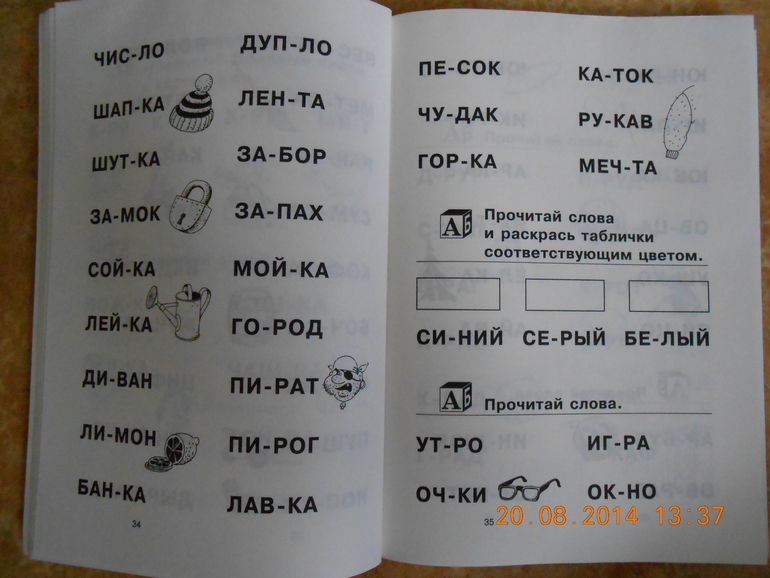 ЧИС-ЛО ДУП-ЛО
ШАП-КА ЛЕН-ТА
ШУТ-КА ЗА-БОР
ЗА-МОК ЗА-ПАХ
СОЙ-КА МОЙ-КА
ЛЕЙ-КА ГО-РОД
ДИ-ВАН ПИ-РАТ
ЛИ-МОН ПИ-РОГ
БАН-КА ЛАВ-КА
34
ПЕ-СОК КА-ТОК
ЧУ-ДАК РУ-КАВ
ГОР-КА МЕЧ-ТА
АБ Прочитай слова
и раскрась таблички
соответствующим цветом.
СИ-НИЙ СЕ-РЫЙ БЕ-ЛЫЙ
АБ Прочитай слова.
УТ-РО ИГ-РА
ОЧ-КИ ОК-НО
35
20.08.2014 13:37